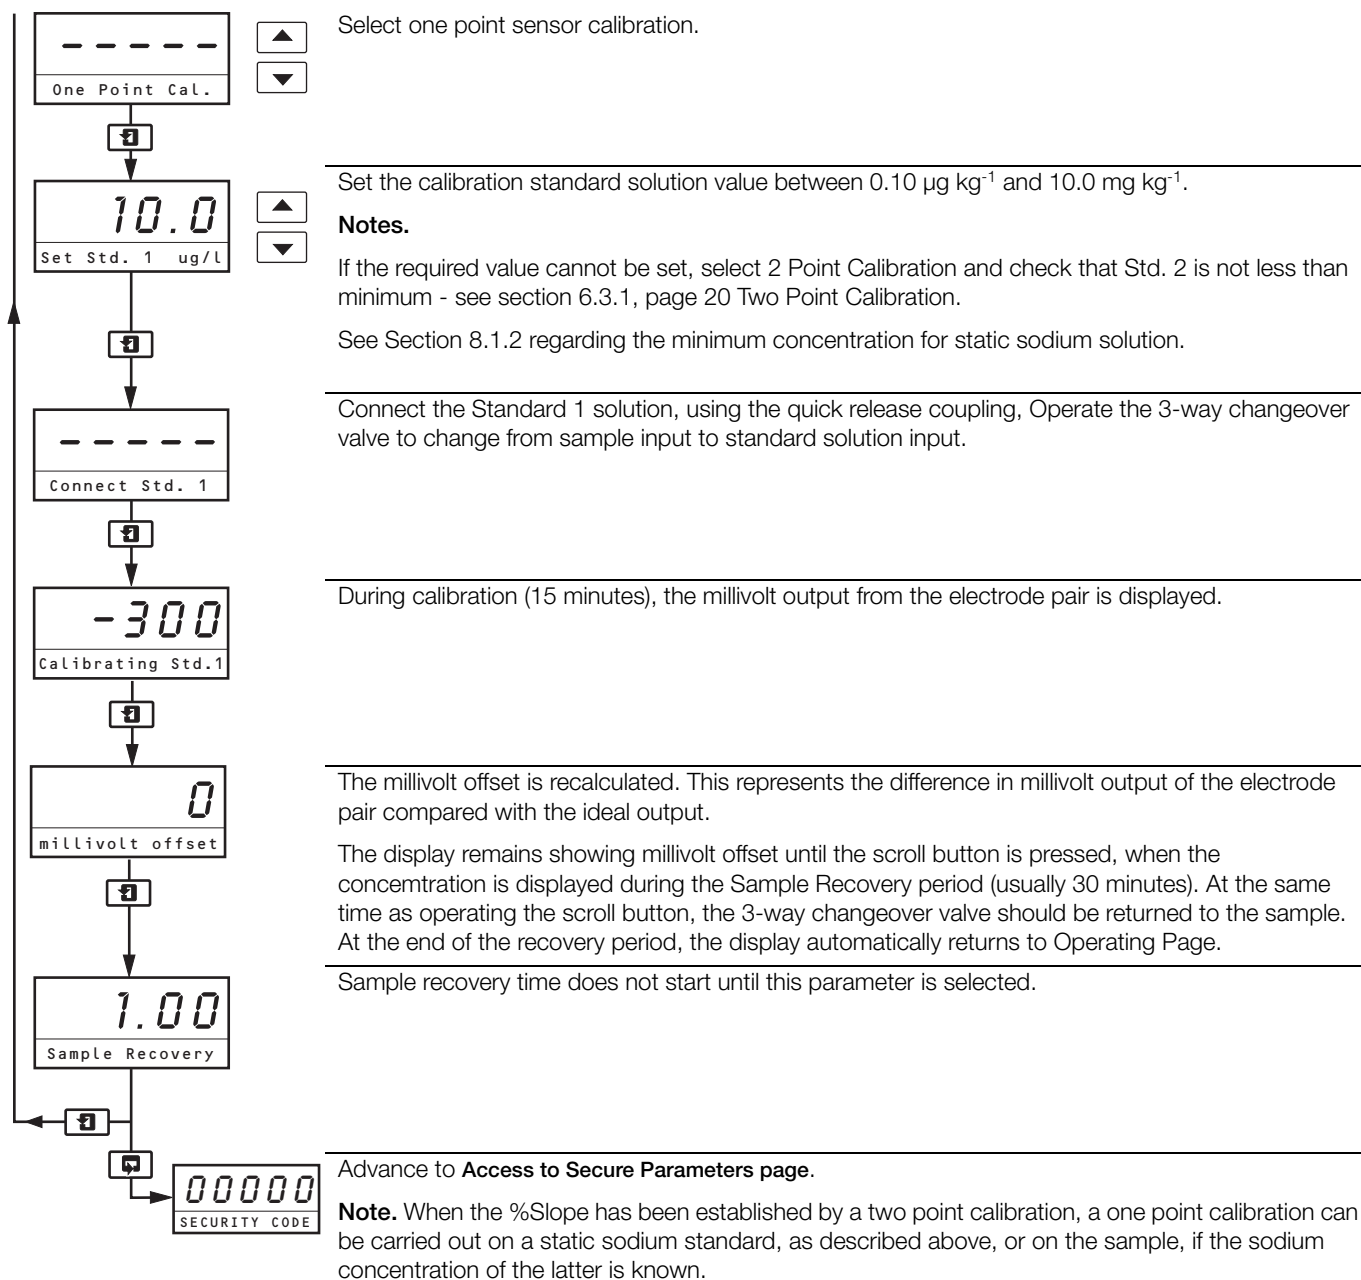 - - - - -
One Point Cal.
Select one point sensor calibration.
10.0
Set Std. 1 ug/l
Set the calibration standard solution value between 0.10 µg kg-1 and 10.0 mg kg-1.
Notes.
If the required value cannot be set, select 2 Point Calibration and check that Std. 2 is not less than
minimum - see section 6.3.1, page 20 Two Point Calibration.
See Section 8.1.2 regarding the minimum concentration for static sodium solution.
- - - - -
Connect Std. 1
Connect the Standard 1 solution, using the quick release coupling, Operate the 3-way changeover
valve to change from sample input to standard solution input.
-300
Calibrating Std.1
During calibration (15 minutes), the millivolt output from the electrode pair is displayed.
0
millivolt offset
The millivolt offset is recalculated. This represents the difference in millivolt output of the electrode
pair compared with the ideal output.
The display remains showing millivolt offset until the scroll button is pressed, when the
concemtration is displayed during the Sample Recovery period (usually 30 minutes). At the same
time as operating the scroll button, the 3-way changeover valve should be returned to the sample.
At the end of the recovery period, the display automatically returns to Operating Page.
1.00
Sample Recovery
Sample recovery time does not start until this parameter is selected.
00000
SECURITY CODE
Advance to Access to Secure Parameters page.
Note. When the %Slope has been established by a two point calibration, a one point calibration can
be carried out on a static sodium standard, as described above, or on the sample, if the sodium
concentration of the latter is known.